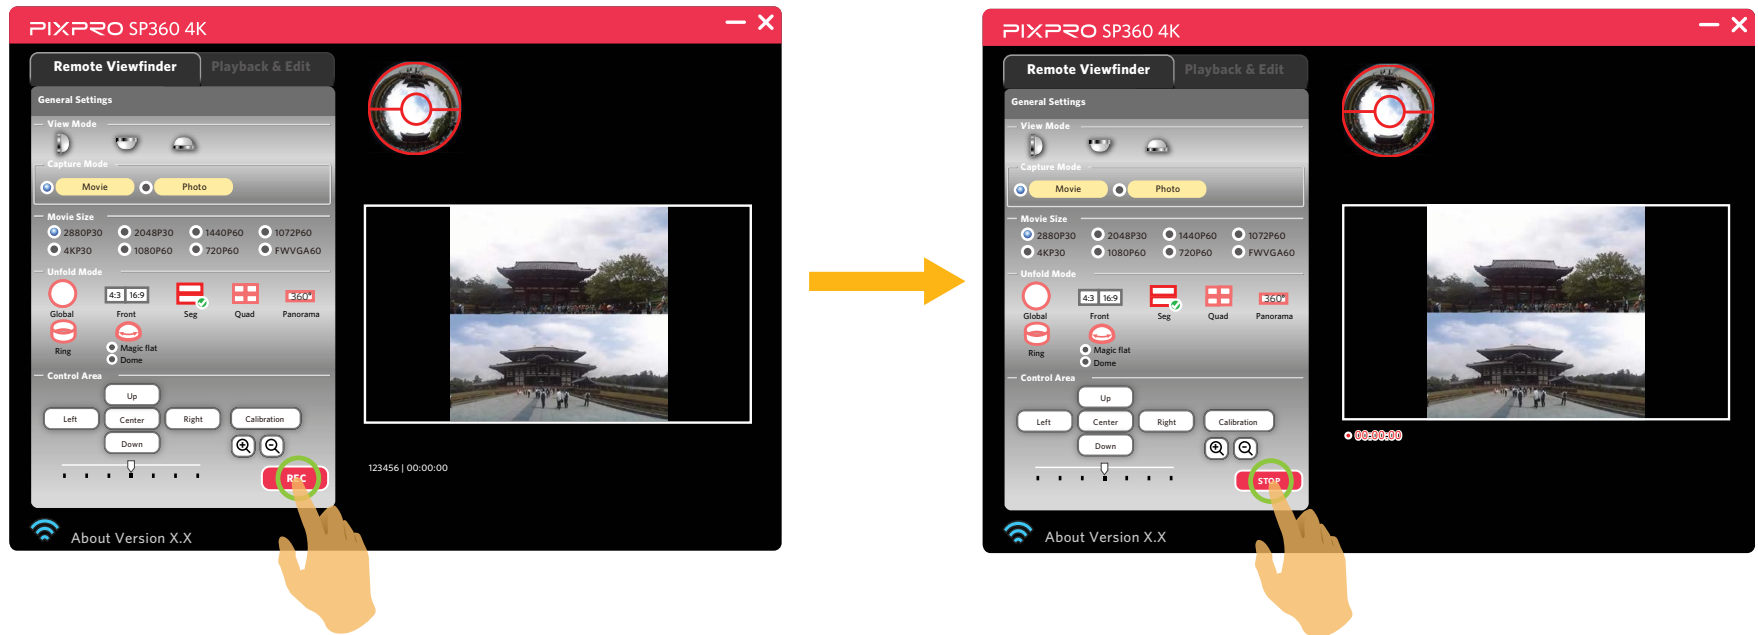 PIXPRO SP360 4K
Remote Viewfinder Playback & Edit
General Settings
View Mode
Capture Mode
Movie Photo
Movie Size
2880P30 2048P30 1440P60 1072P60
4KP30 1080P60 720P60 FWVGA60
Unfold Mode
4:3 16:9 360°
Global Front Seg Quad Panorama
Ring Magic flat
Dome
Control Area
Up
Left Center Right Calibration
Down
REC
123456 | 00:00:00
About Version X.X
PIXPRO SP360 4K
Remote Viewfinder Playback & Edit
General Settings
View Mode
Capture Mode
Movie Photo
Movie Size
2880P30 2048P30 1440P60 1072P60
4KP30 1080P60 720P60 FWVGA60
Unfold Mode
4:3 16:9 360°
Global Front Seg Quad Panorama
Ring Magic flat
Dome
Control Area
Up
Left Center Right Calibration
Down
STOP
00:00:00
About Version X.X